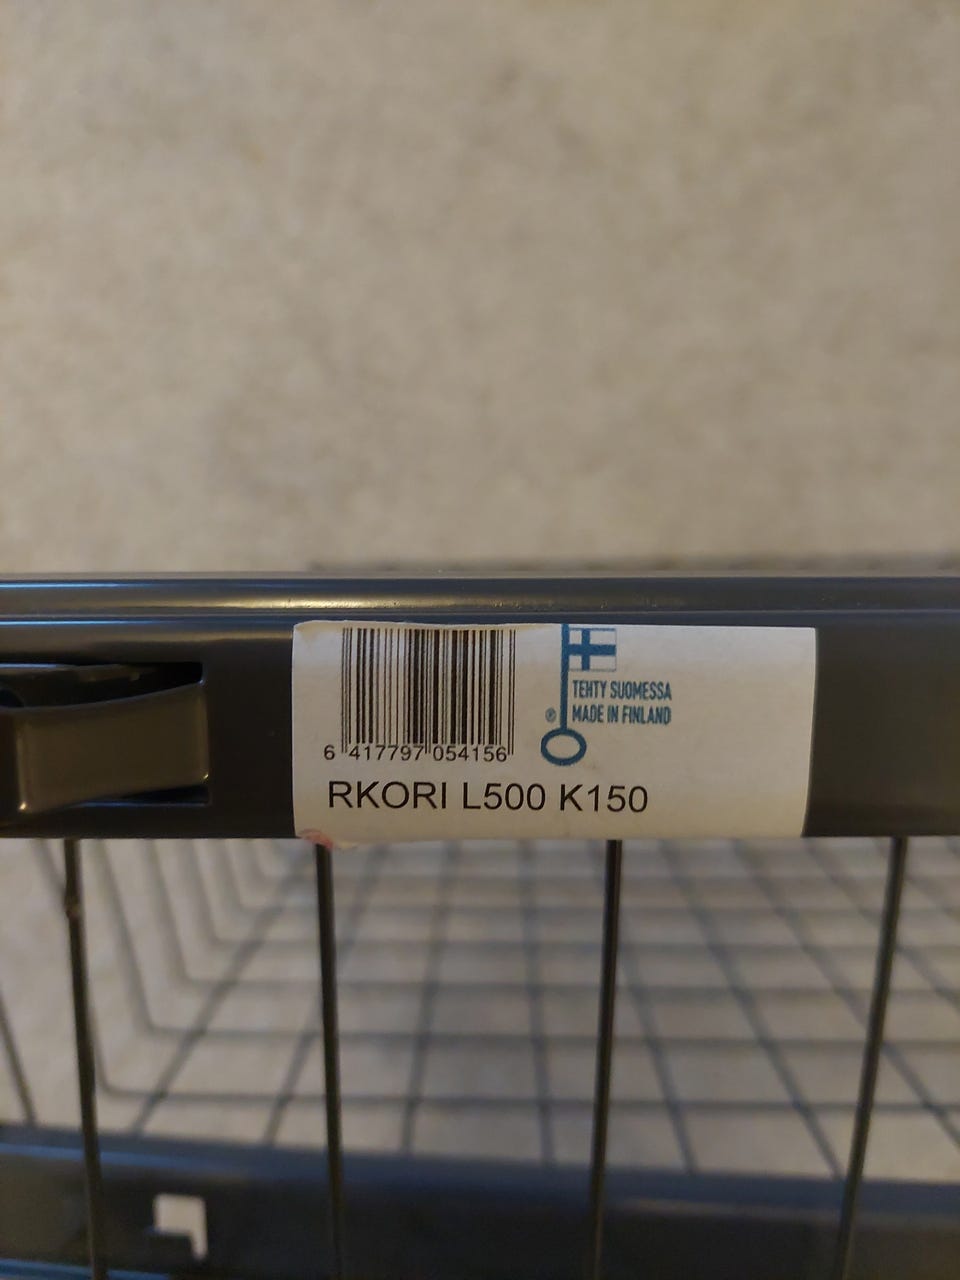 TEHTY SUOMESSA
® MADE IN FINLAND
6 417797 054156
RKORI L500 K150